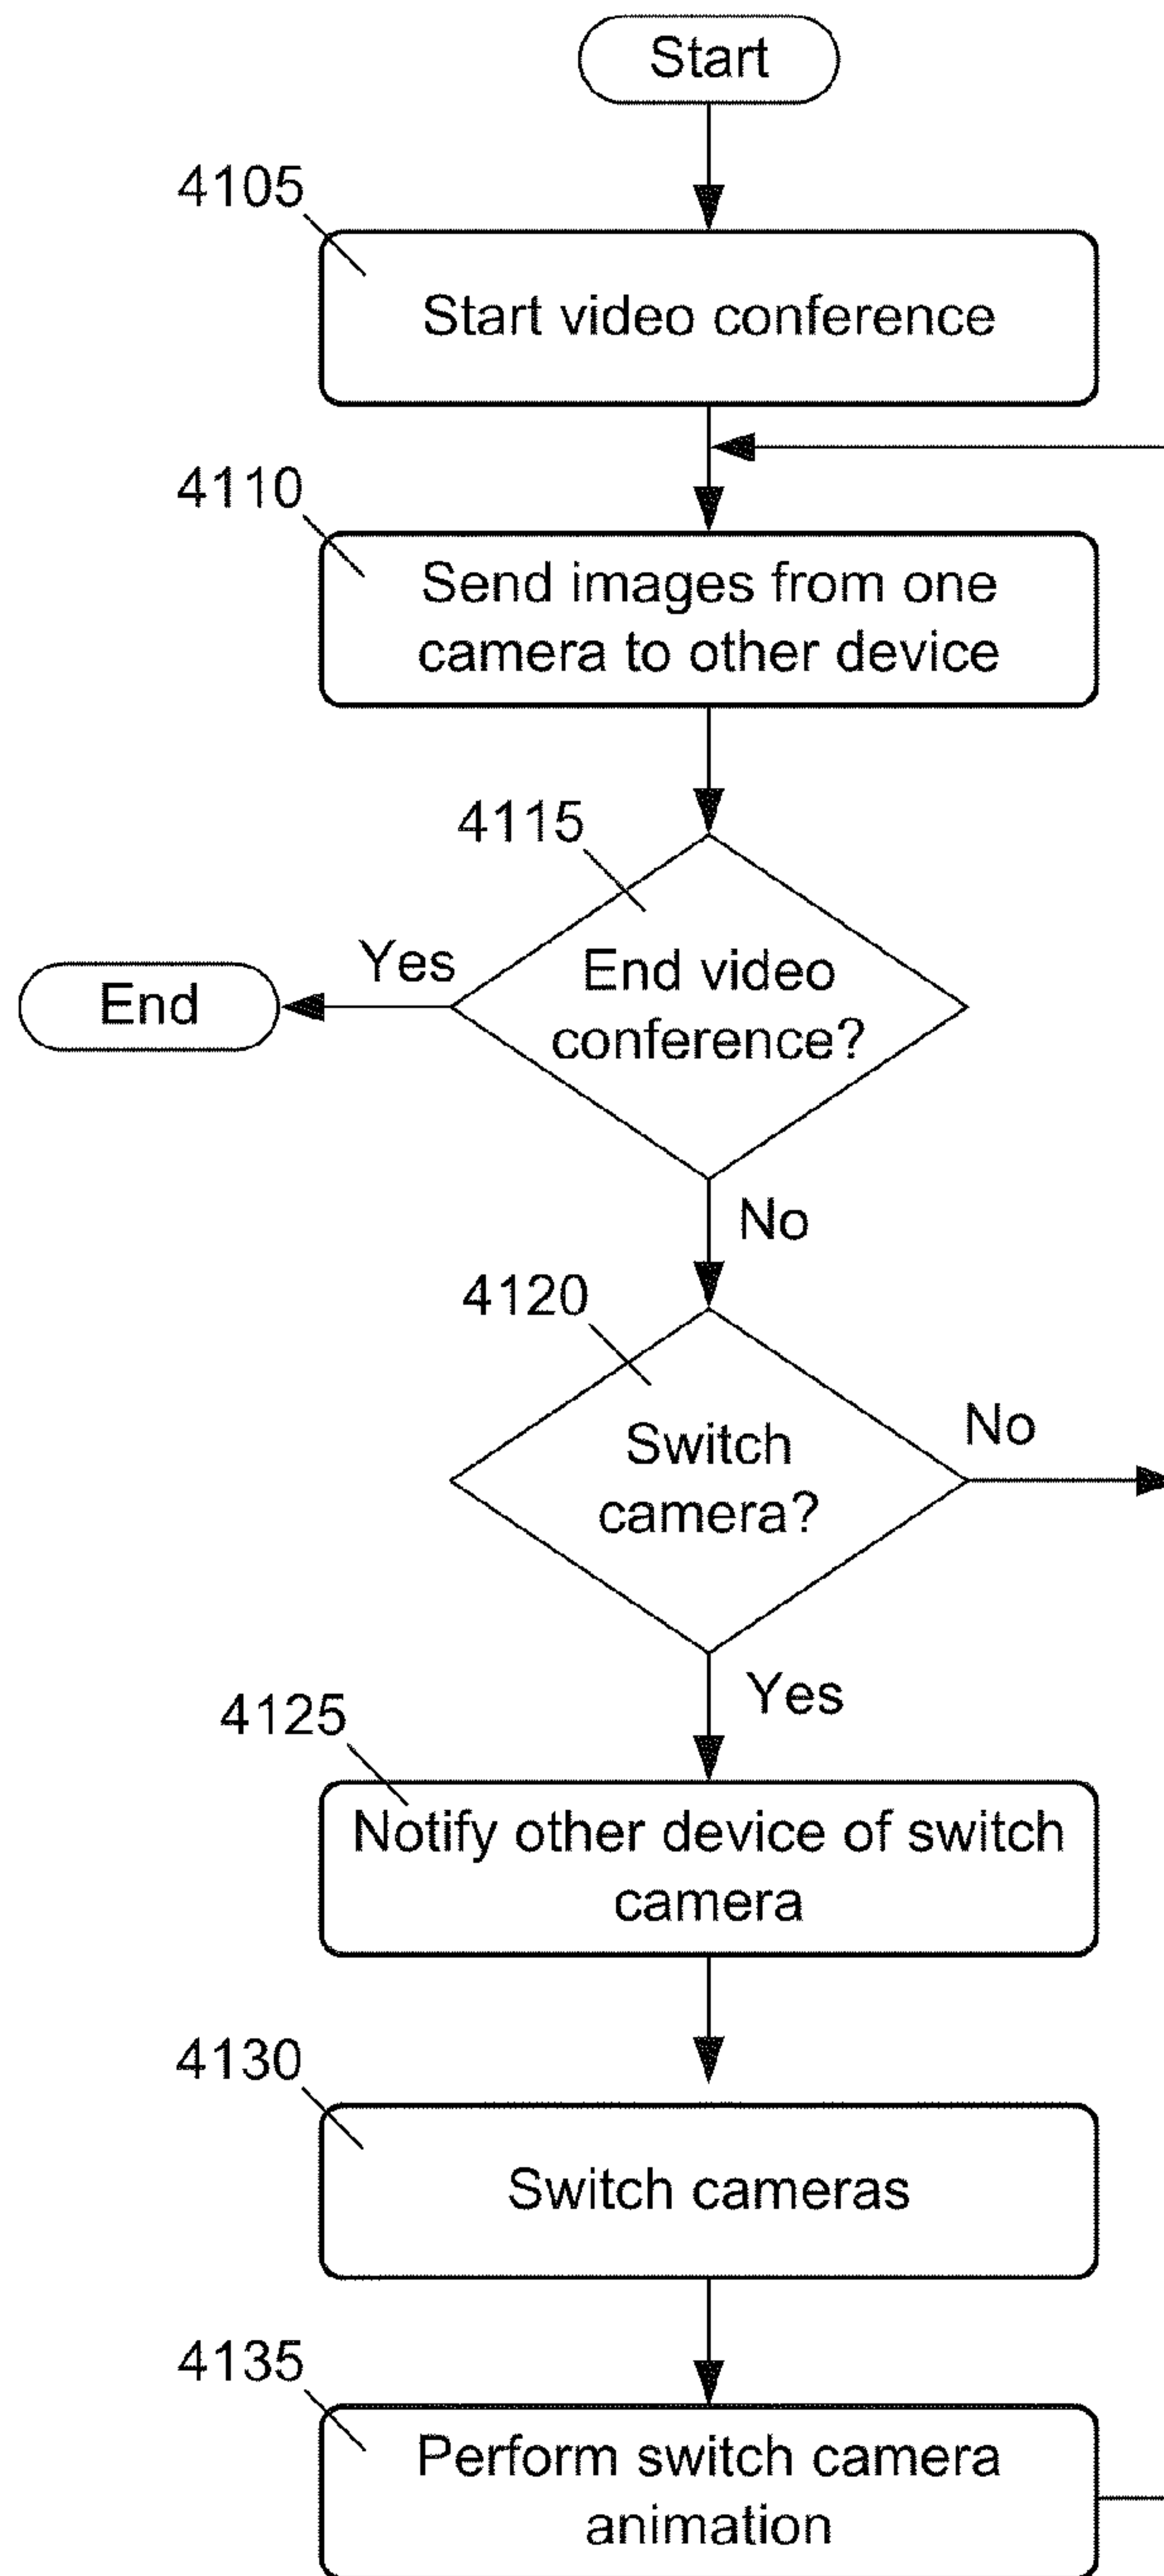 Start
4105
Start video conference
4110
Send images from one
camera to other device
4115
End video
conference?
Yes
End
No
4120
Switch
camera?
No
Yes
4125
Notify other device of switch
camera
4130
Switch cameras
4135
Perform switch camera
animation